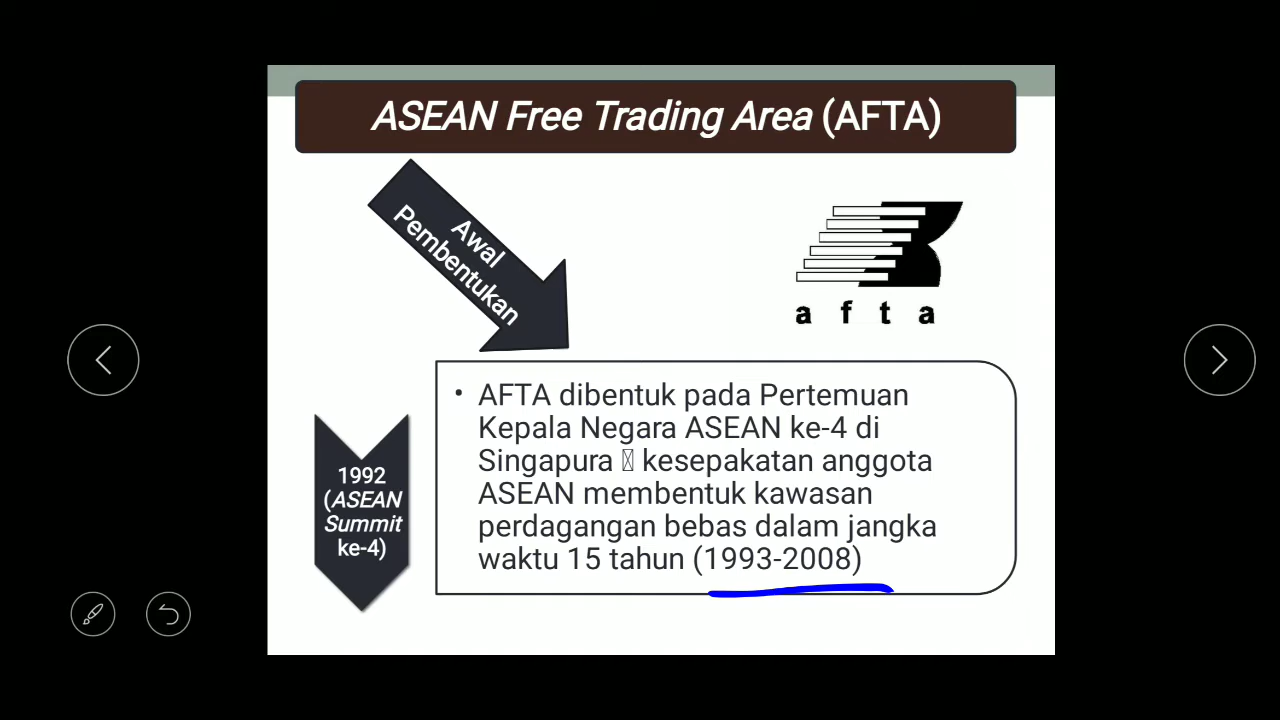 ASEAN Free Trading Area (AFTA)
Awal
Pembentukan
a f t a
• AFTA dibentuk pada Pertemuan
Kepala Negara ASEAN ke-4 di
Singapura  kesepakatan anggota
ASEAN membentuk kawasan
perdagangan bebas dalam jangka
waktu 15 tahun (1993-2008)
1992
(ASEAN
Summit
ke-4)